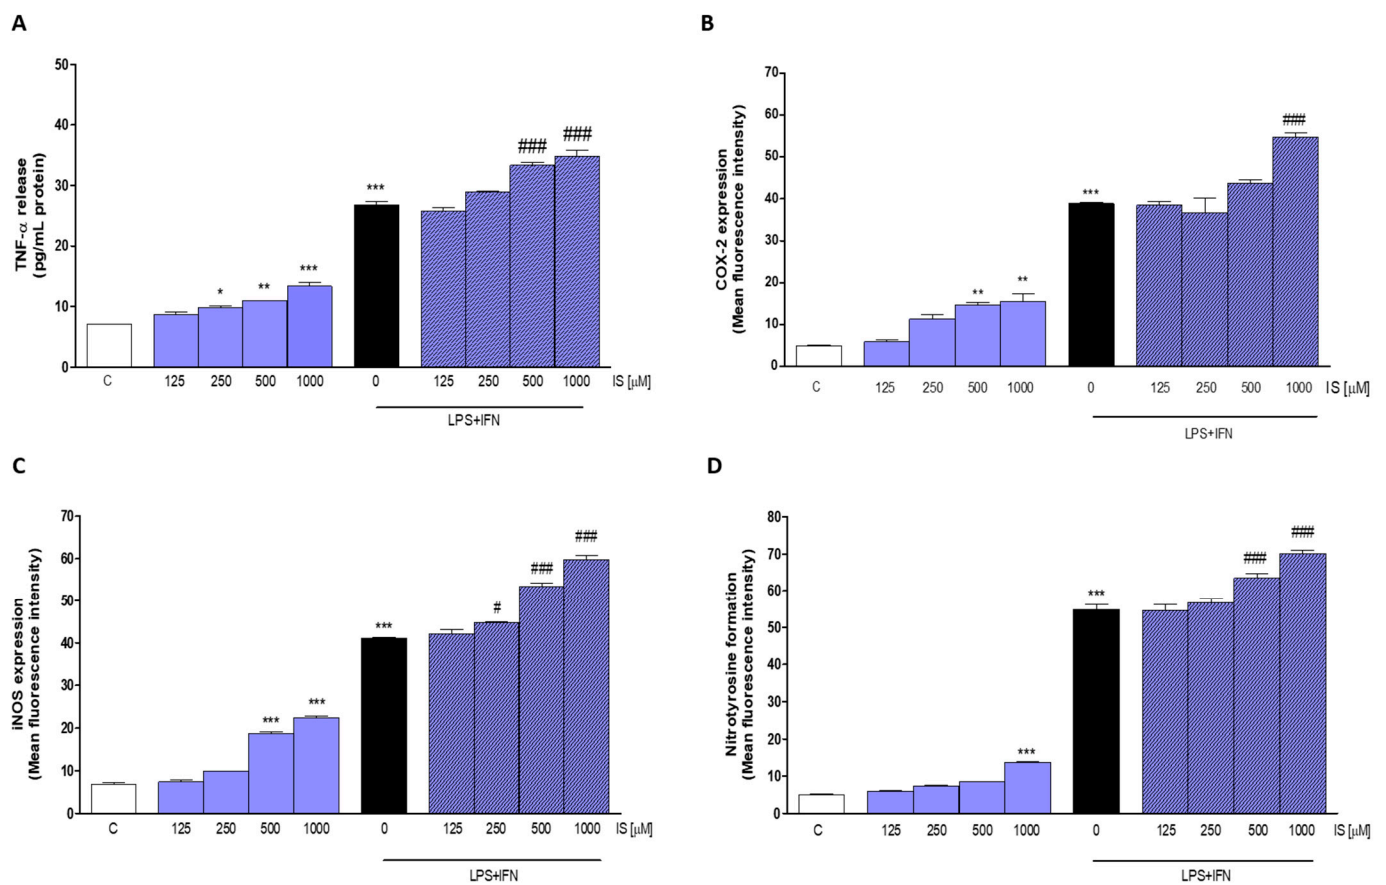 A
TNF-α release
(pg/mL protein)
50
40
30
20
10
0
*
**
***
***
###
###
C 125 250 500 1000 0 125 250 500 1000 IS [μM]
LPS+IFN
B
COX-2 expression
(Mean fluorescence intensity)
70
60
50
40
30
20
10
0
**
**
***
###
C 125 250 500 1000 0 125 250 500 1000 IS [μM]
LPS+IFN
C
iNOS expression
(Mean fluorescence intensity)
70
60
50
40
30
20
10
0
***
***
***
#
###
###
C 125 250 500 1000 0 125 250 500 1000 IS [μM]
LPS+IFN
D
Nitrotyrosine formation
(Mean fluorescence intensity)
80
70
60
50
40
30
20
10
0
***
***
###
###
C 125 250 500 1000 0 125 250 500 1000 IS [μM]
LPS+IFN